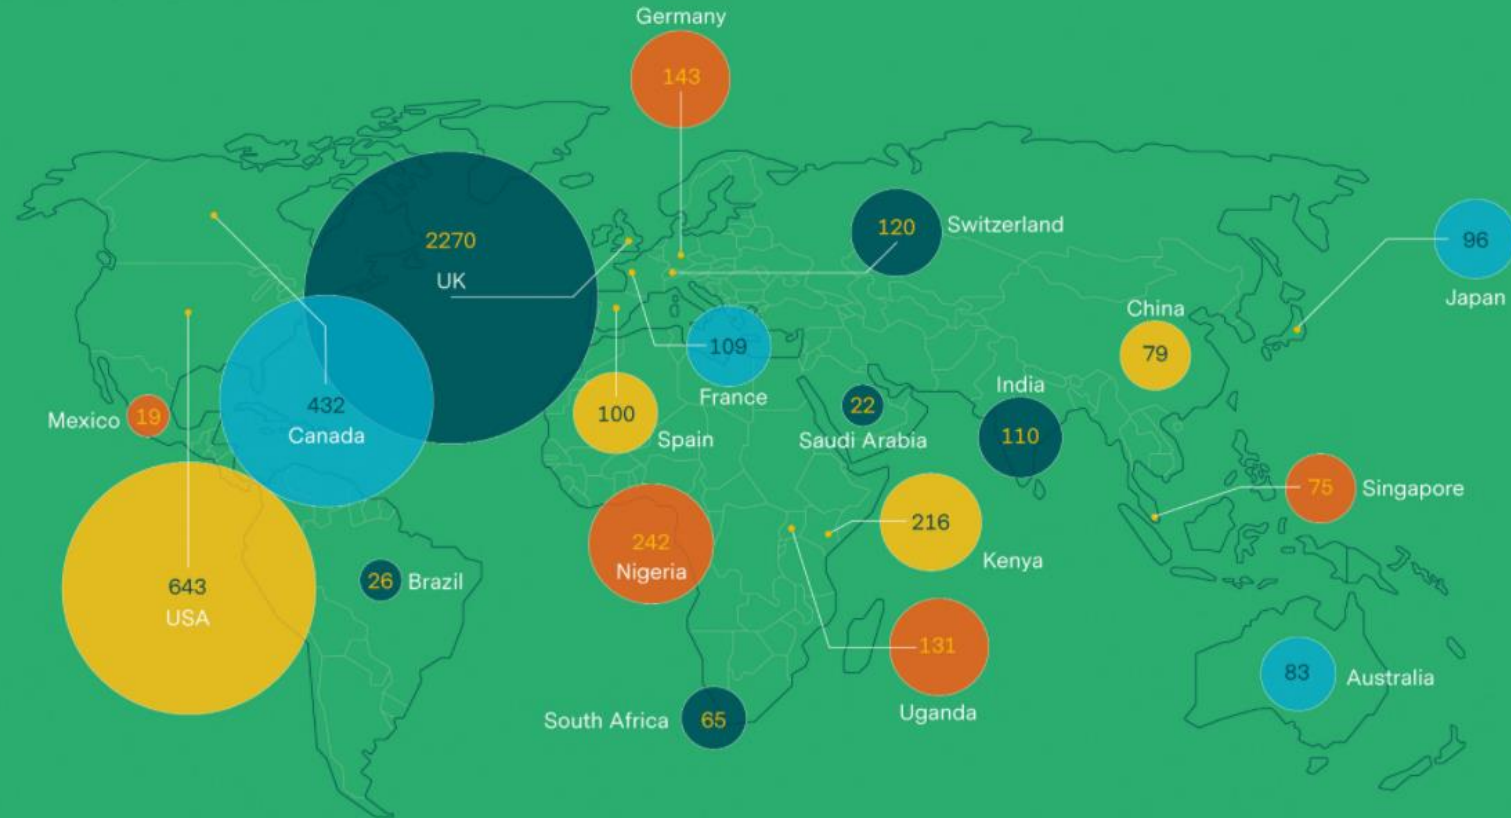 Germany
143
2270
UK
120
Switzerland
96
Japan
China
79
109
France
India
110
432
Canada
Mexico
19
100
Spain
22
Saudi Arabia
75
Singapore
216
Kenya
242
Nigeria
643
USA
26
Brazil
131
Uganda
83
Australia
South Africa
65